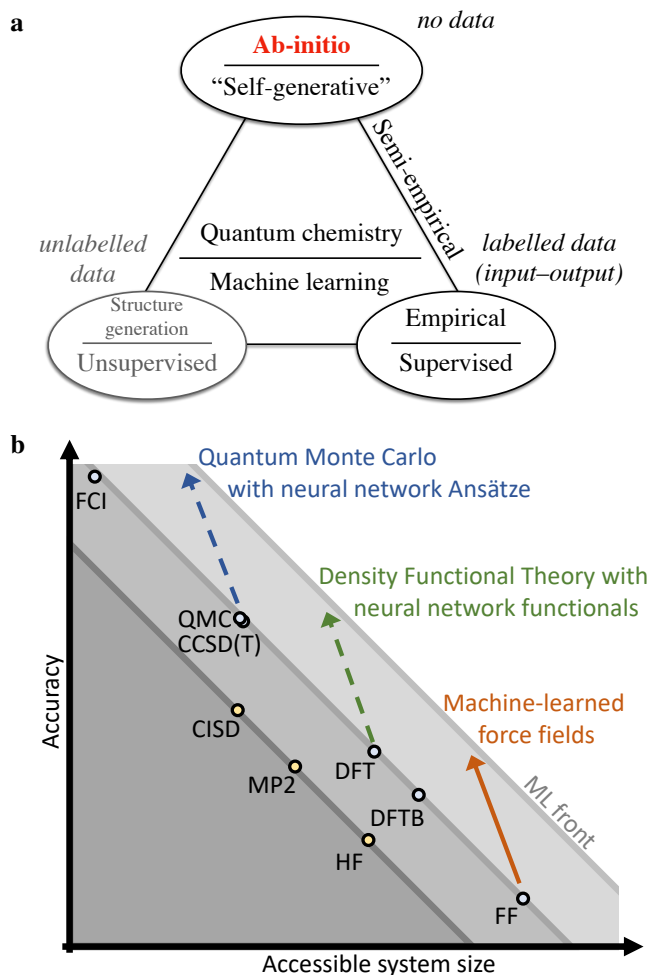 a
no data
Ab-initio
“Self-generative”
Semi-empirical
unlabelled
data
Quantum chemistry
Machine learning
labelled data
(input–output)
Structure
generation
Unsupervised
Empirical
Supervised
b
Quantum Monte Carlo
with neural network Ansätze
FCI
Density Functional Theory with
neural network functionals
QMC
CCSD(T)
Machine-learned
force fields
CISD
DFT
MP2
DFTB
ML front
HF
FF
Accuracy
Accessible system size